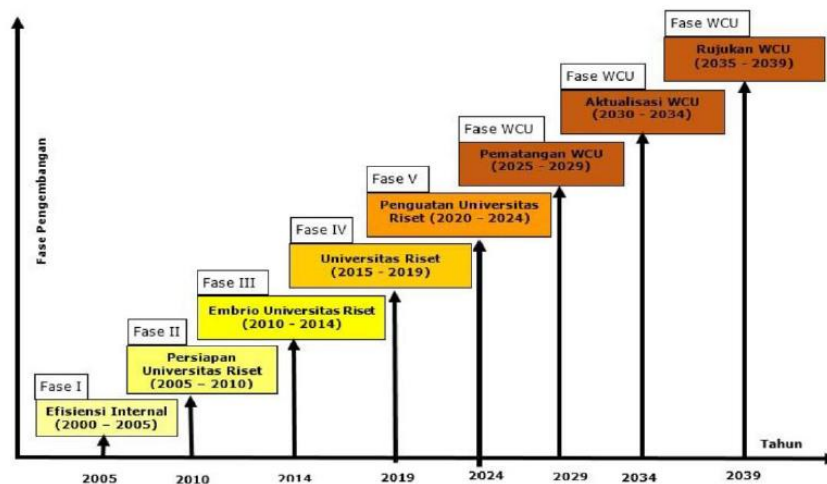 Fase WCU
Rujukan WCU
(2035 - 2039)
Fase WCU
Aktualisasi WCU
(2030 - 2034)
Fase WCU
Pematangan WCU
(2025 - 2029)
Fase V
Penguatan Universitas
Riset (2020 - 2024)
Fase IV
Universitas Riset
(2015 - 2019)
Fase III
Embrio Universitas Riset
(2010 - 2014)
Fase II
Persiapan
Universitas Riset
(2005 – 2010)
Fase I
Efisiensi Internal
(2000 – 2005)
Fase Pengembangan
Tahun
2005 2010 2014 2019 2024 2029 2034 2039